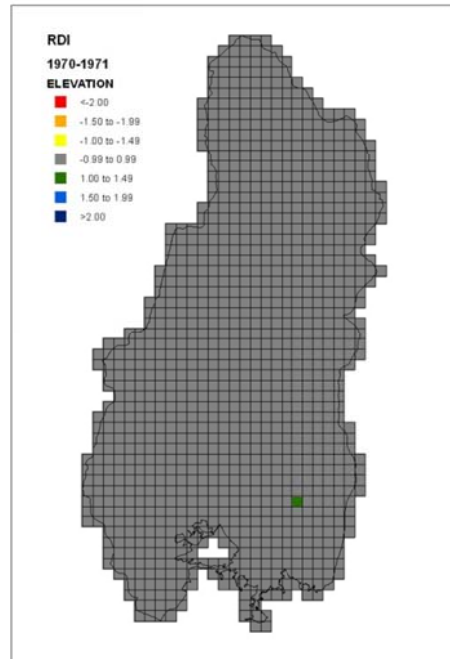 RDI
1970-1971
ELEVATION
<-2.00
-1.50 to -1.99
-1.00 to -1.49
-0.99 to 0.99
1.00 to 1.49
1.50 to 1.99
>2.00